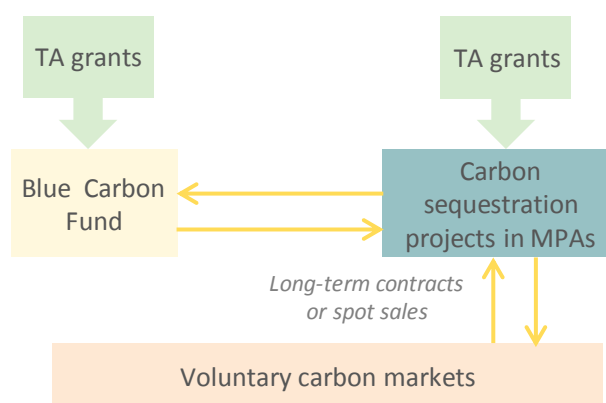 TA grants
TA grants
Blue Carbon
Fund
Carbon
sequestration
projects in MPAs
Long-term contracts
or spot sales
Voluntary carbon markets